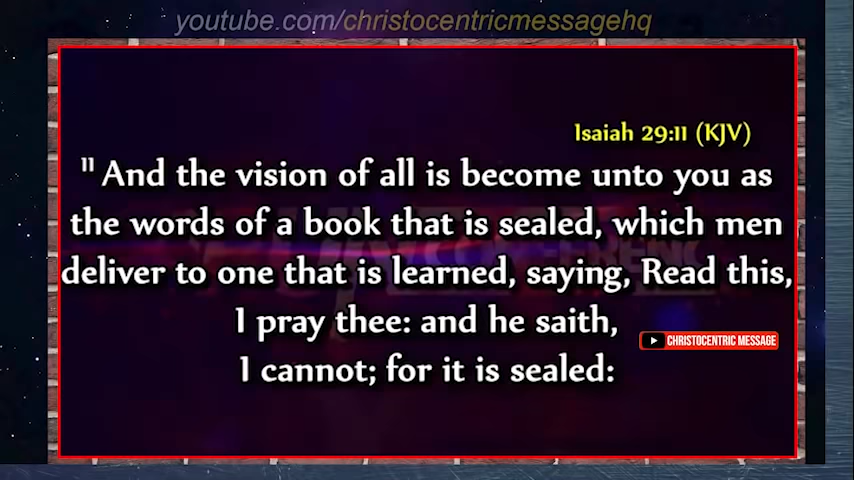 youtube.com/christocentricmessagehq
Isaiah 29:11 (KJV)
" And the vision of all is become unto you as
the words of a book that is sealed, which men
deliver to one that is learned, saying, Read this,
I pray thee: and he saith,
CHRISTOCENTRIC MESSAGE
I cannot; for it is sealed: